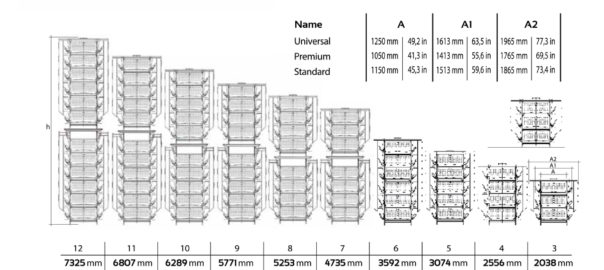 Name A A1 A2
Universal 1250 mm 49,2 in 1613 mm 63,5 in 1965 mm 77,3 in
Premium 1050 mm 41,3 in 1413 mm 55,6 in 1765 mm 69,5 in
Standard 1150 mm 45,3 in 1513 mm 59,6 in 1865 mm 73,4 in
h
A2
A1
A
12 11 10 9 8 7 6 5 4 3
7325 mm 6807 mm 6289 mm 5771 mm 5253 mm 4735 mm 3592 mm 3074 mm 2556 mm 2038 mm